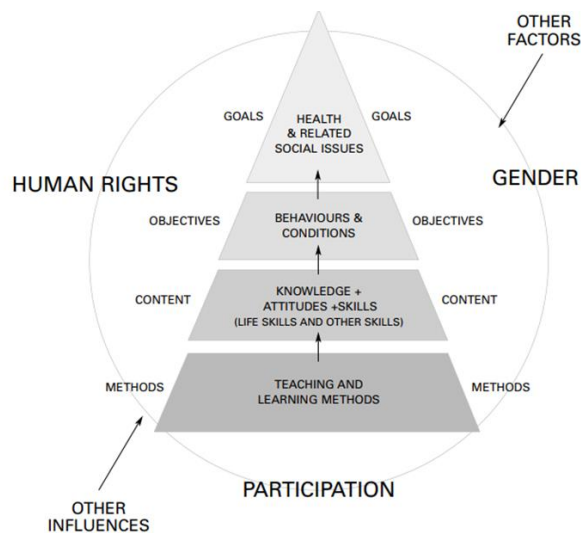 OTHER
FACTORS
GOALS
HEALTH
& RELATED
SOCIAL ISSUES
GOALS
HUMAN RIGHTS
GENDER
OBJECTIVES
BEHAVIOURS &
CONDITIONS
OBJECTIVES
CONTENT
KNOWLEDGE +
ATTITUDES +SKILLS
(LIFE SKILLS AND OTHER SKILLS)
CONTENT
METHODS
TEACHING AND
LEARNING METHODS
METHODS
PARTICIPATION
OTHER
INFLUENCES